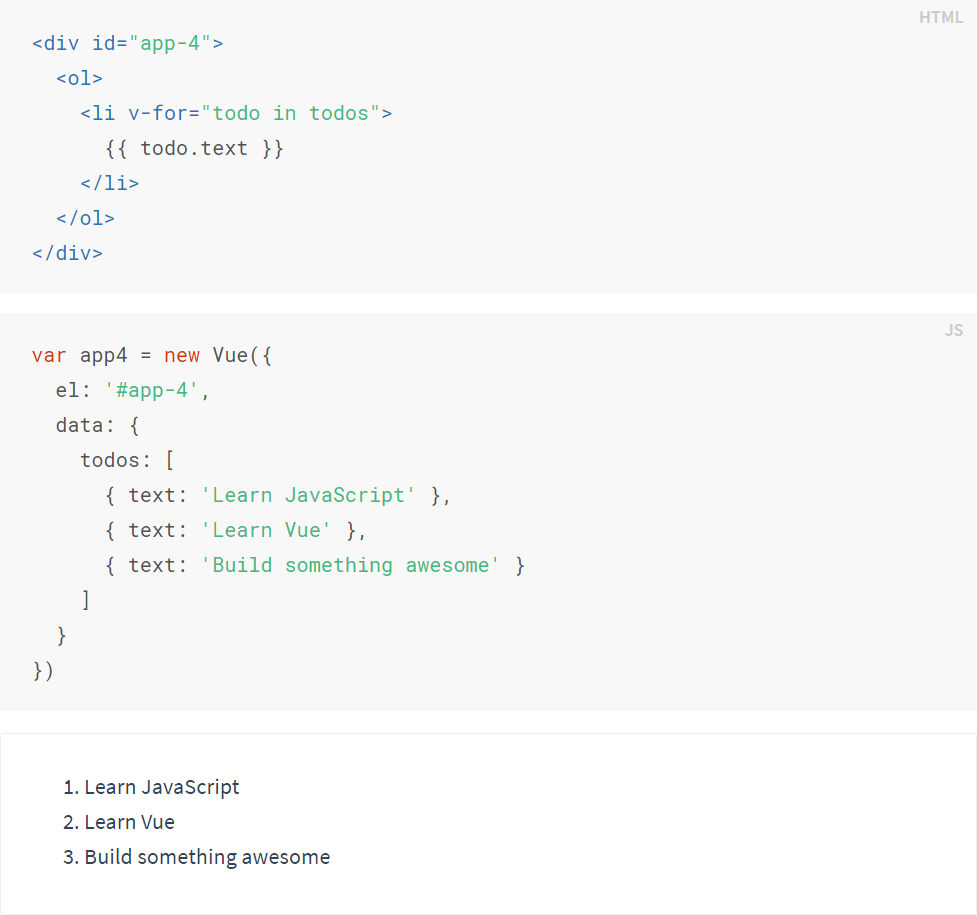 HTML
<div id="app-4">
  <ol>
    <li v-for="todo in todos">
      {{ todo.text }}
    </li>
  </ol>
</div>
JS
var app4 = new Vue({
  el: '#app-4',
  data: {
    todos: [
      { text: 'Learn JavaScript' },
      { text: 'Learn Vue' },
      { text: 'Build something awesome' }
    ]
  }
})
1. Learn JavaScript
2. Learn Vue
3. Build something awesome